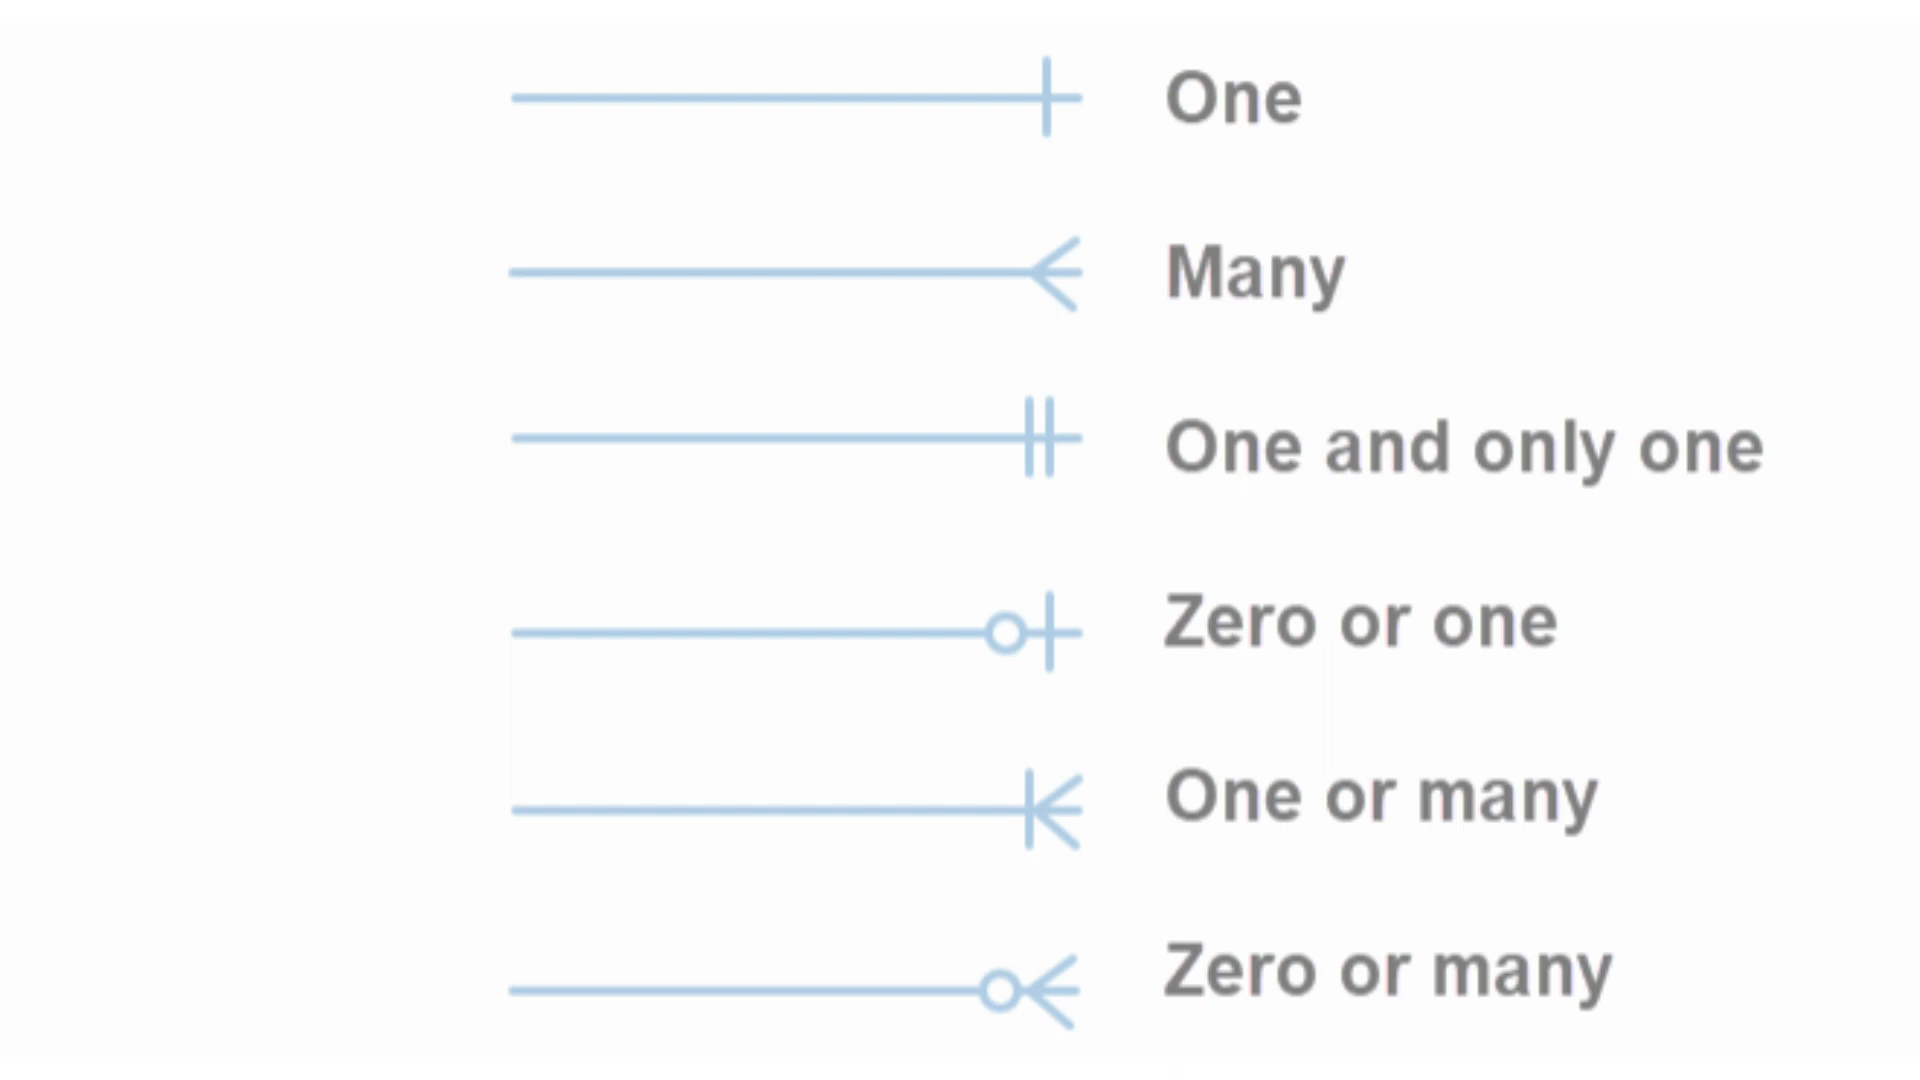 One
Many
One and only one
Zero or one
One or many
Zero or many